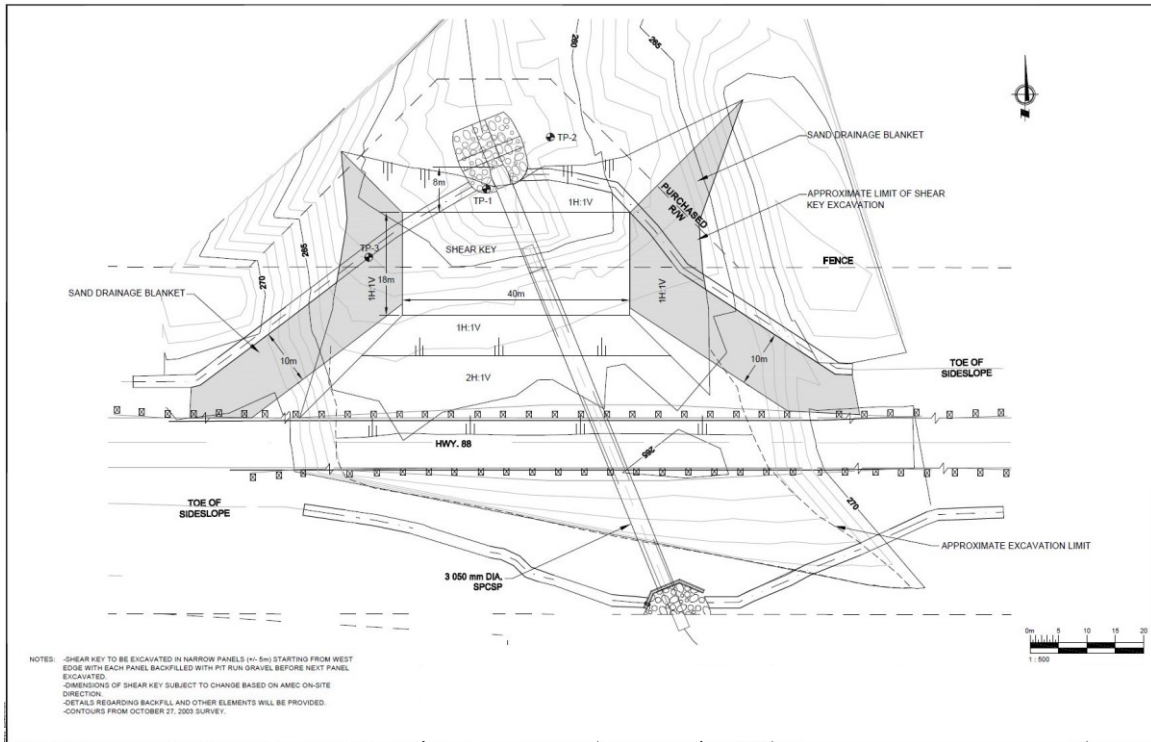 260
265
SAND DRAINAGE BLANKET
TP-2
8m
TP-1
1H:1V
PURCHASED
R/W
APPROXIMATE LIMIT OF SHEAR
KEY EXCAVATION
TP-3
SHEAR KEY
FENCE
265
270
18m
1H:1V
40m
1H:1V
SAND DRAINAGE BLANKET
1H:1V
10m
10m
2H:1V
TOE OF
SIDESLOPE
HWY. 88
265
TOE OF
SIDESLOPE
270
APPROXIMATE EXCAVATION LIMIT
3 050 mm DIA.
SPCSP
0m 5 10 15 20
1 : 500
NOTES: -SHEAR KEY TO BE EXCAVATED IN NARROW PANELS (+/- 5m) STARTING FROM WEST
EDGE WITH EACH PANEL BACKFILLED WITH PIT RUN GRAVEL BEFORE NEXT PANEL
EXCAVATED.
-DIMENSIONS OF SHEAR KEY SUBJECT TO CHANGE BASED ON AMEC ON-SITE
DIRECTION.
-DETAILS REGARDING BACKFILL AND OTHER ELEMENTS WILL BE PROVIDED.
-CONTOURS FROM OCTOBER 27, 2003 SURVEY.